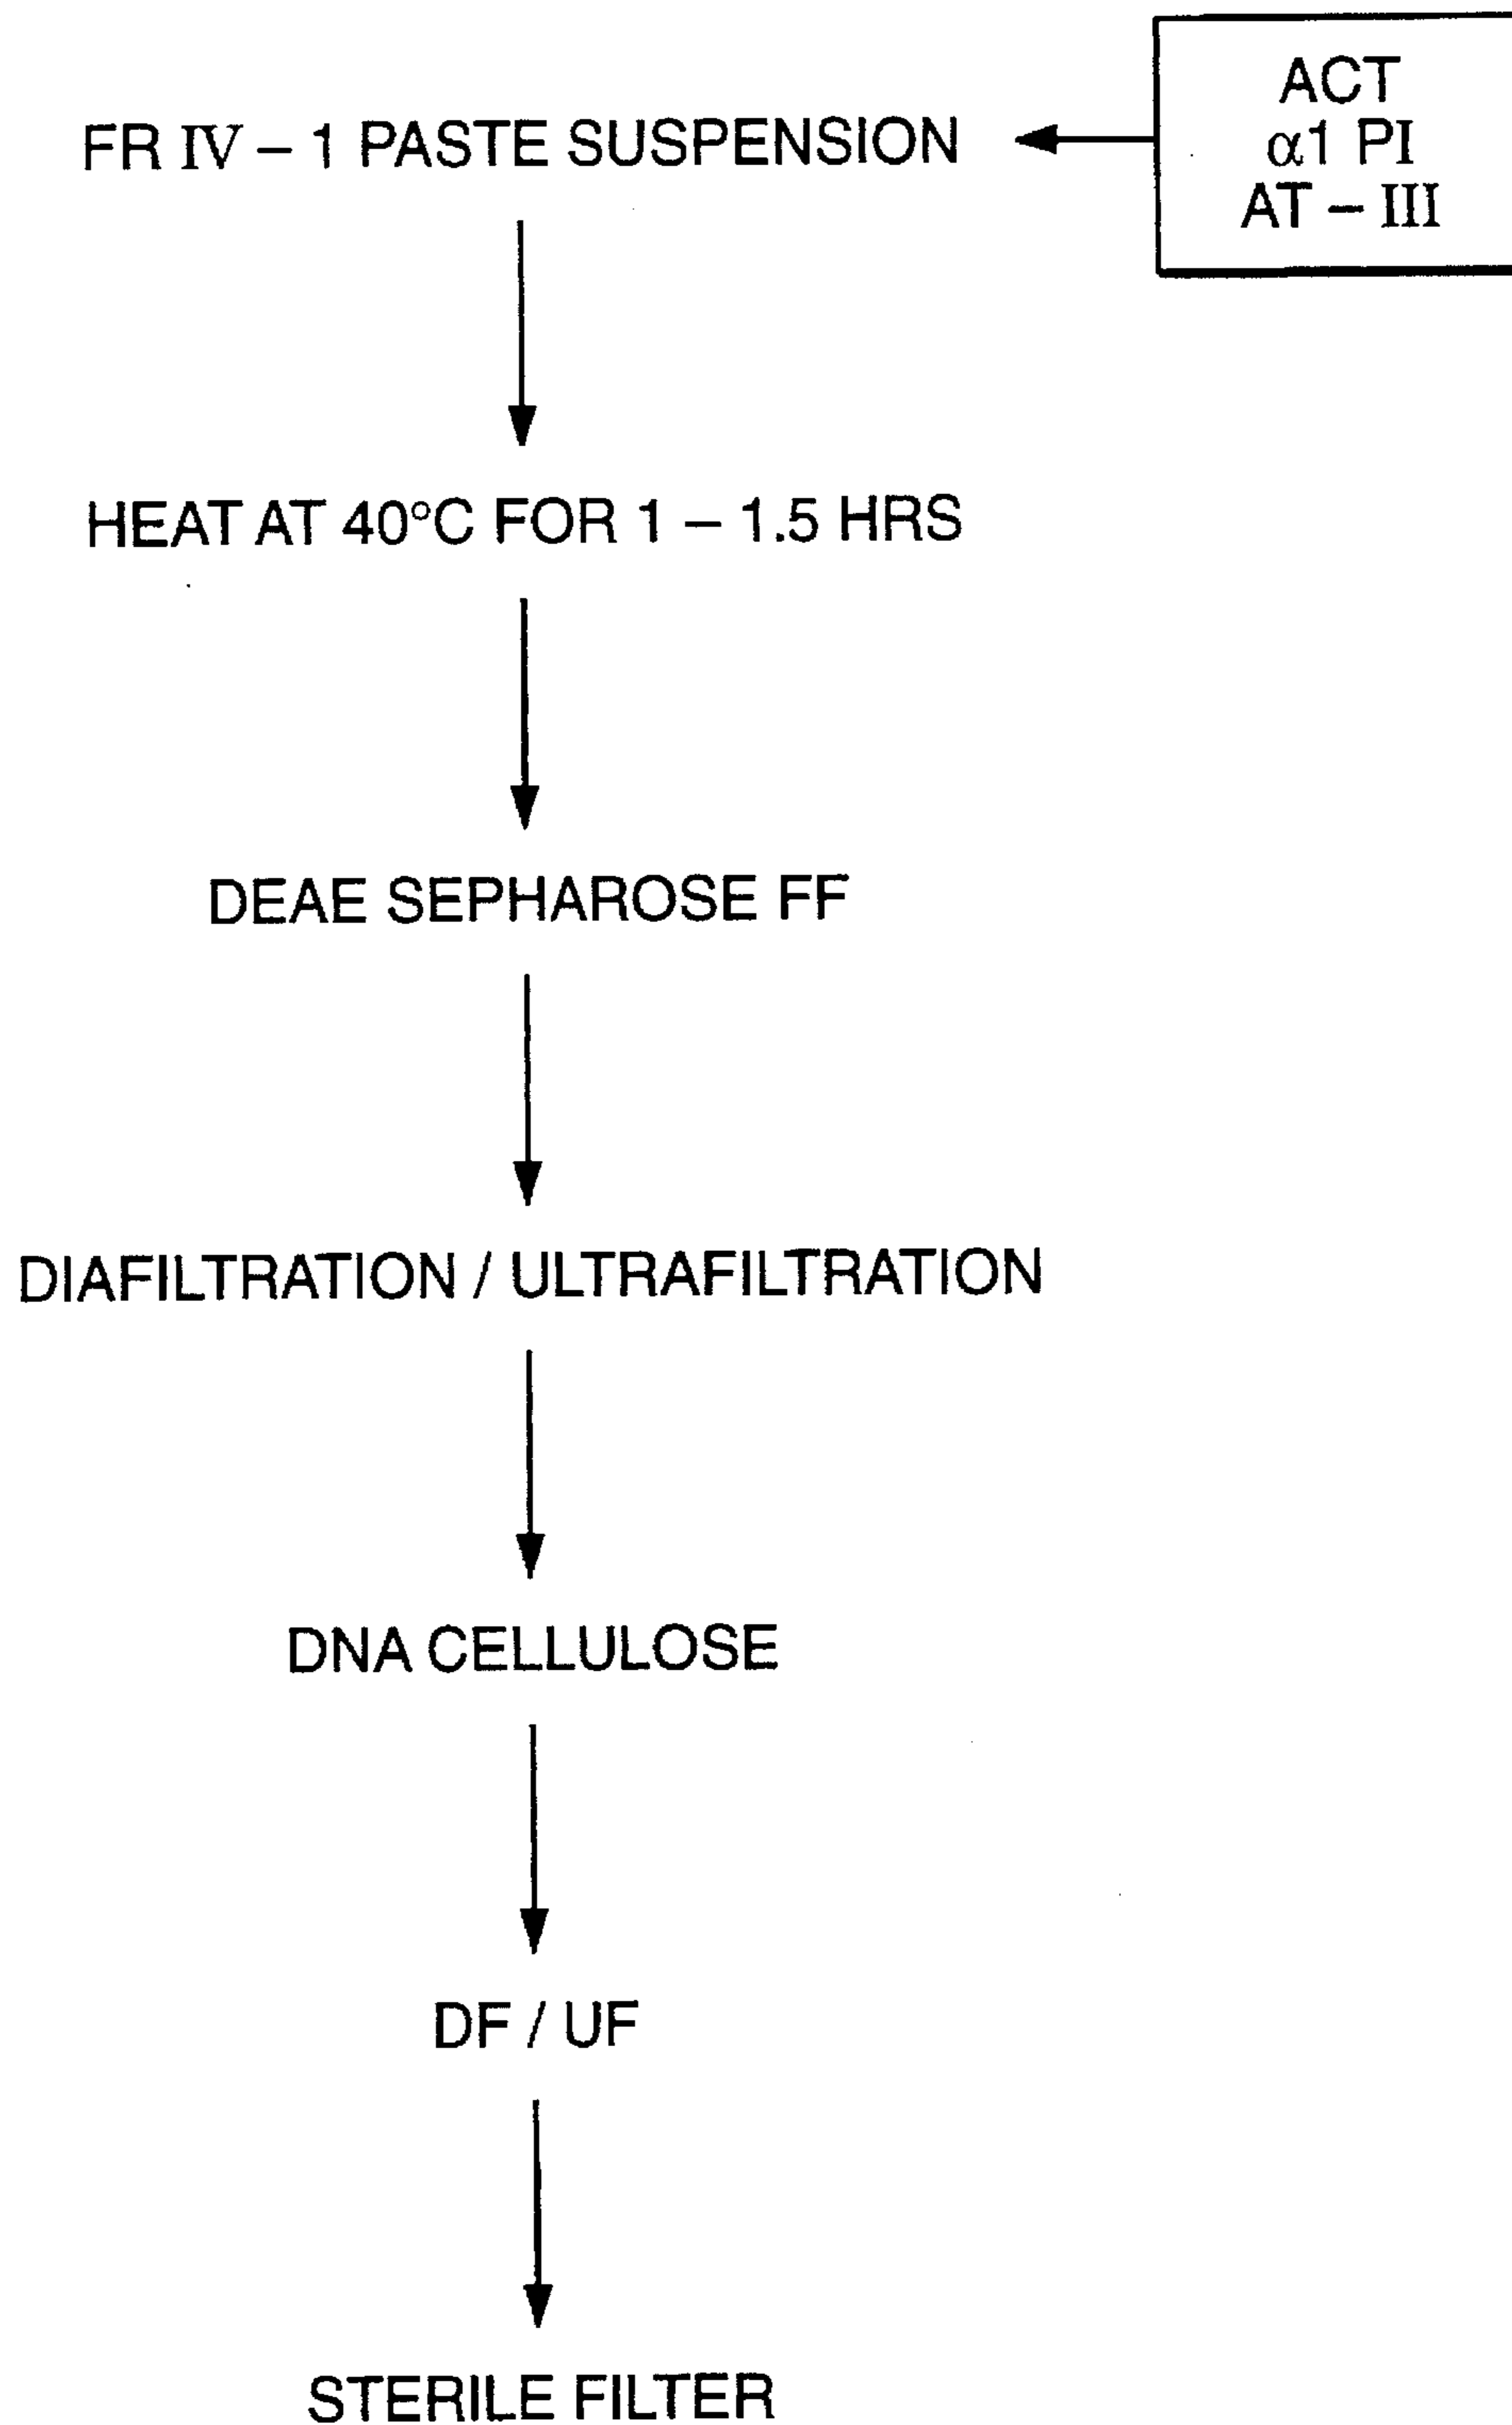 FR IV – 1 PASTE SUSPENSION
ACT
α1 PI
AT – III
HEAT AT 40°C FOR 1 – 1.5 HRS
DEAE SEPHAROSE FF
DIAFILTRATION / ULTRAFILTRATION
DNA CELLULOSE
DF / UF
STERILE FILTER